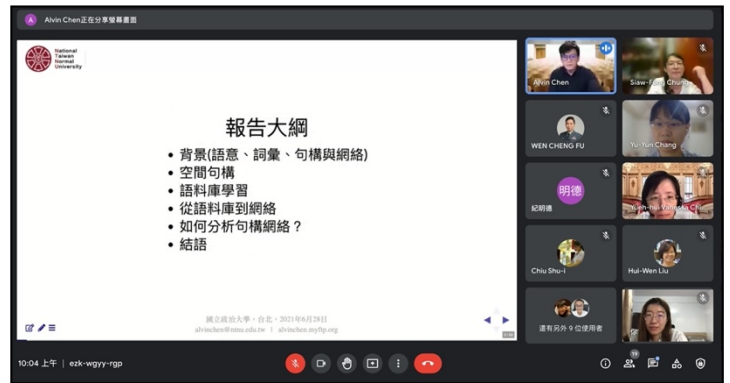 A
Alvin Chen正在分享螢幕畫面
National
Taiwan
Normal
University
報告大綱
• 背景(語意、詞彙、句構與網絡)
• 空間句構
• 語料庫學習
• 從語料庫到網絡
• 如何分析句構網絡？
• 結語
國立政治大學，台北，2021年6月28日
alvinchen@ntnu.edu.tw | alvinchen.myftp.org
Alvin Chen
WEN CHENG FU
Yu-Yun Chang
明德
紀明德
Chiu Shu-i
Hui-Wen Liu
還有另外 9 位使用者
10:04 上午 | ezk-wgyy-rgp
19